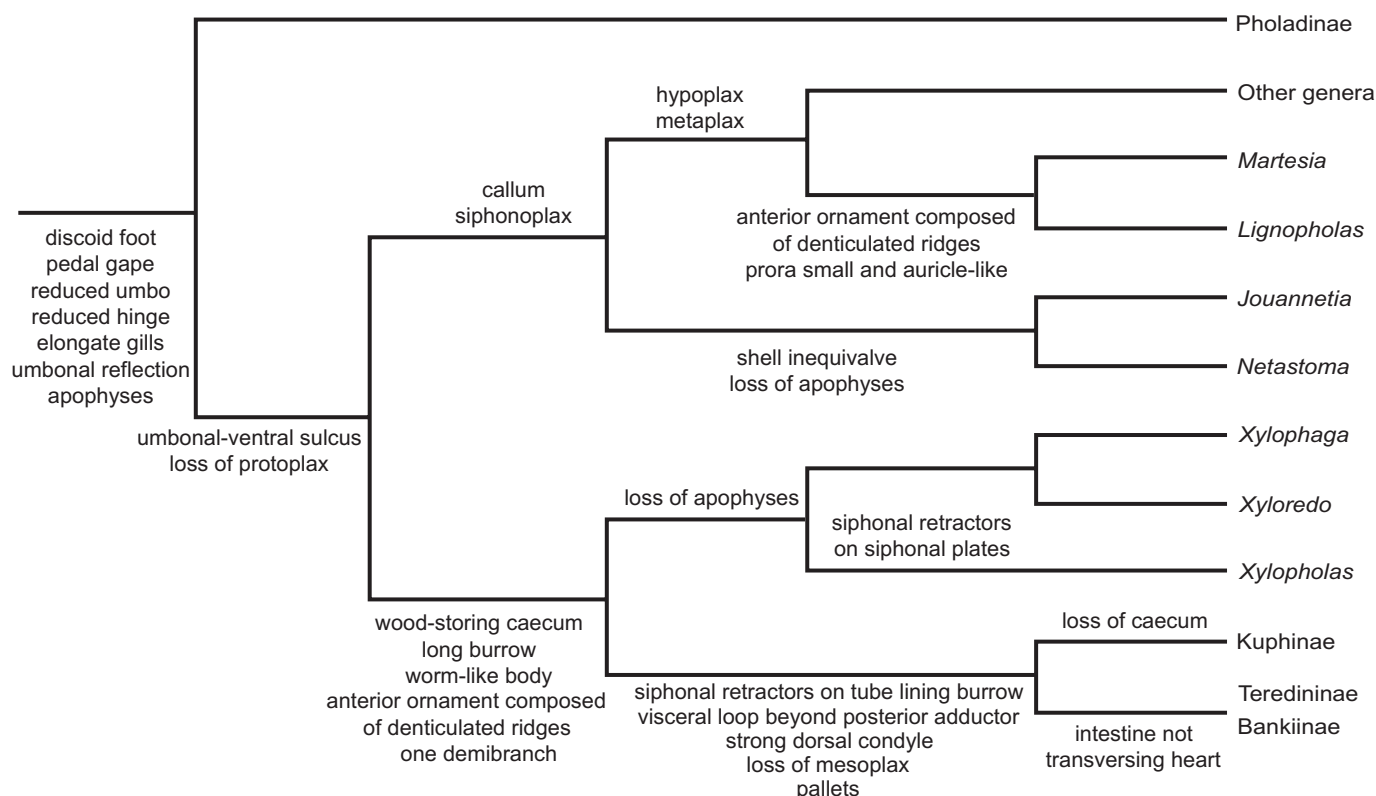 Pholadinae
hypoplax
metaplax
Other genera
Martesia
callum
siphonoplax
anterior ornament composed
of denticulated ridges
prora small and auricle-like
Lignopholas
discoid foot
pedal gape
reduced umbo
reduced hinge
elongate gills
umbonal reflection
apophyses
Jouannetia
shell inequivalve
loss of apophyses
Netastoma
umbonal-ventral sulcus
loss of protoplax
Xylophaga
loss of apophyses
Xyloredo
siphonal retractors
on siphonal plates
Xylopholas
wood-storing caecum
long burrow
worm-like body
anterior ornament composed
of denticulated ridges
one demibranch
loss of caecum
Kuphinae
siphonal retractors on tube lining burrow
visceral loop beyond posterior adductor
strong dorsal condyle
loss of mesoplax
pallets
Teredininae
Bankiinae
intestine not
transversing heart